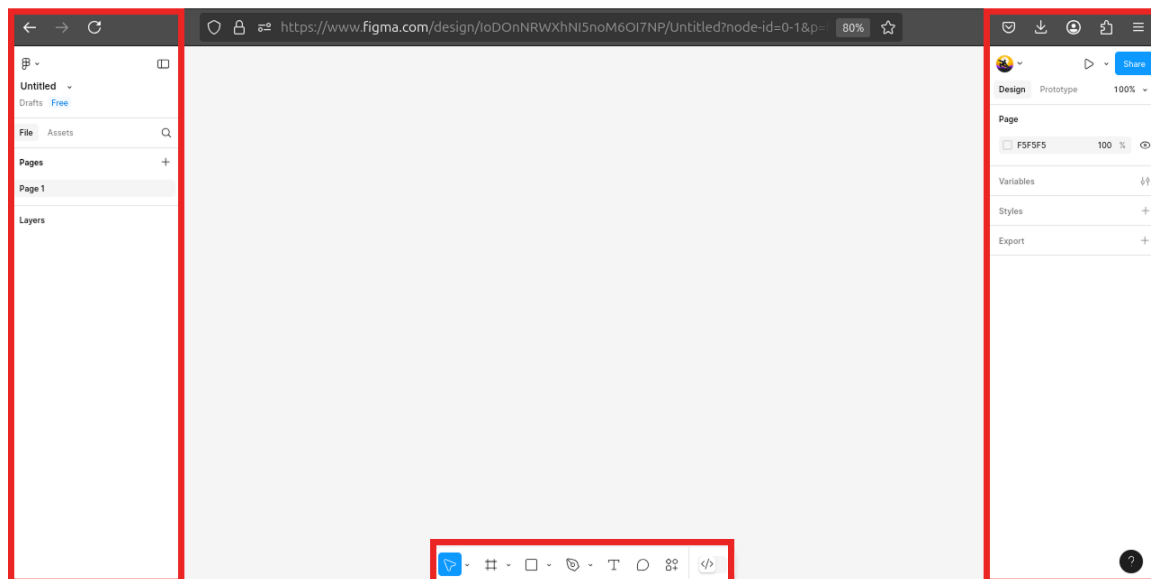 https://www.figma.com/design/IoDOnNRWXhNI5noM6OI7NP/Untitled?node-id=0-1&p=
80%
Untitled
Drafts Free
File Assets
Pages
Page 1
Layers
Share
Design Prototype 100%
Page
F5F5F5 100 %
Variables
Styles
Export
T
?